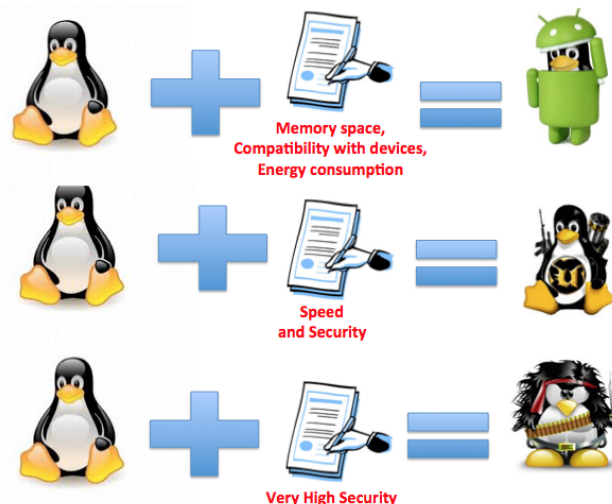 Memory space,
Compatibility with devices,
Energy consumption
Speed
and Security
Very High Security